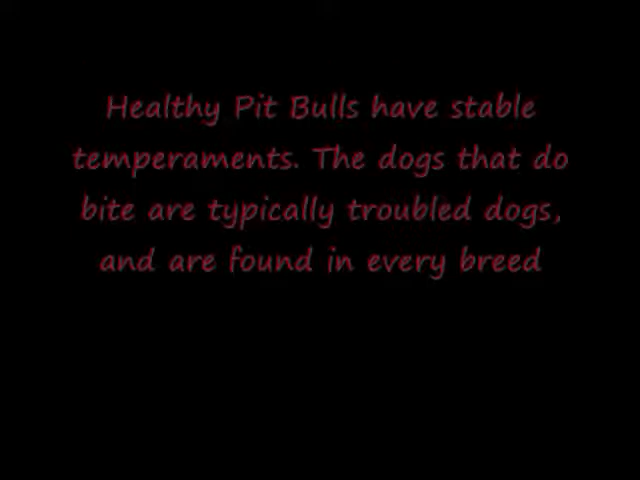 Healthy Pit Bulls have stable
temperaments. The dogs that do
bite are typically troubled dogs,
and are found in every breed